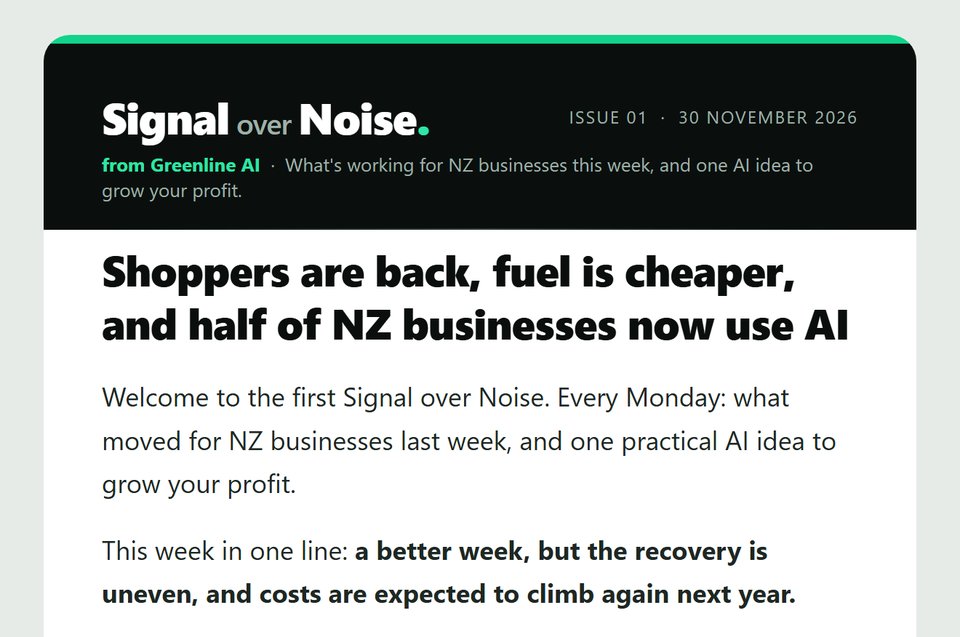 Signal over Noise.
ISSUE 01 · 30 NOVEMBER 2026
from Greenline AI · What's working for NZ businesses this week, and one AI idea to
grow your profit.
Shoppers are back, fuel is cheaper,
and half of NZ businesses now use AI
Welcome to the first Signal over Noise. Every Monday: what
moved for NZ businesses last week, and one practical AI idea to
grow your profit.
This week in one line: a better week, but the recovery is
uneven, and costs are expected to climb again next year.